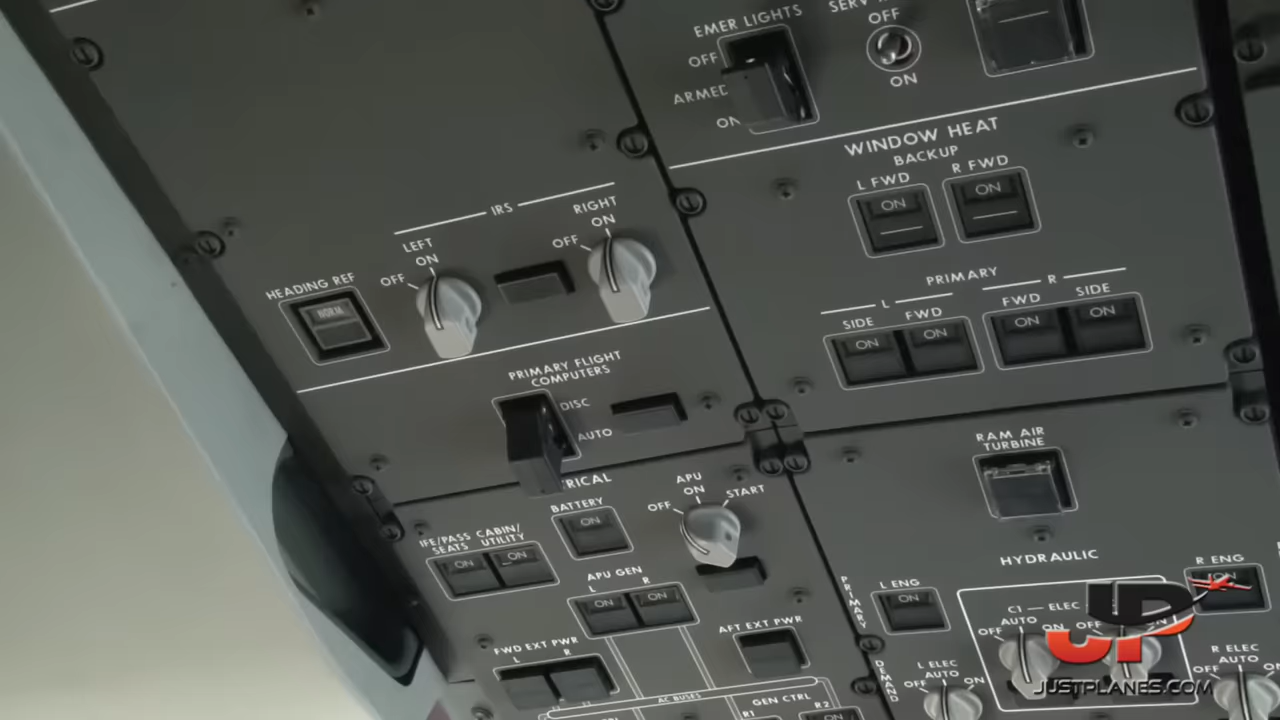 EMER LIGHTS
OFF
ARMED
ON
OFF
ON
WINDOW HEAT
BACKUP
L FWD
R FWD
ON
ON
PRIMARY
L
R
SIDE
FWD
FWD
SIDE
ON
ON
ON
ON
IRS
LEFT
ON
OFF
RIGHT
ON
OFF
HEADING REF
NORM
PRIMARY FLIGHT
COMPUTERS
DISC
AUTO
RAM AIR
TURBINE
BATTERY
ON
APU
ON
OFF
START
IFE/PASS
SEATS
CABIN/
UTILITY
ON
ON
APU GEN
L
R
ON
ON
FWD EXT PWR
L
R
AFT EXT PWR
AC BUSES
GEN CTRL
R1
R2
ON
HYDRAULIC
PRIMARY
L ENG
ON
R ENG
C1 — ELEC
AUTO
OFF
ON
OFF
DEMAND
L ELEC
AUTO
OFF
ON
R ELEC
AUTO
OFF
JP
JUSTPLANES.COM